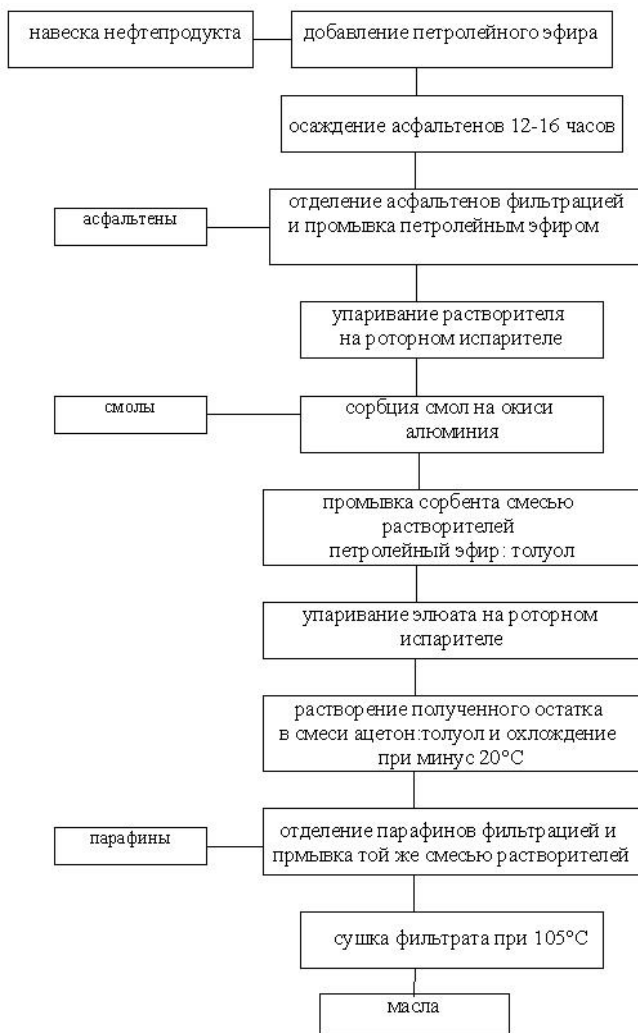 навеска нефтепродукта
добавление петролейного эфира
осаждение асфальтенов 12-16 часов
асфальтены
отделение асфальтенов фильтрацией
и промывка петролейным эфиром
упаривание растворителя
на роторном испарителе
смолы
сорбция смол на окиси
алюминия
промывка сорбента смесью
растворителей
петролейный эфир: толуол
упаривание элюата на роторном
испарителе
растворение полученного остатка
в смеси ацетон:толуол и охлождение
при минус 20°С
парафины
отделение парафинов фильтрацией и
прмывка той же смесью растворителей
сушка фильтрата при 105°С
масла